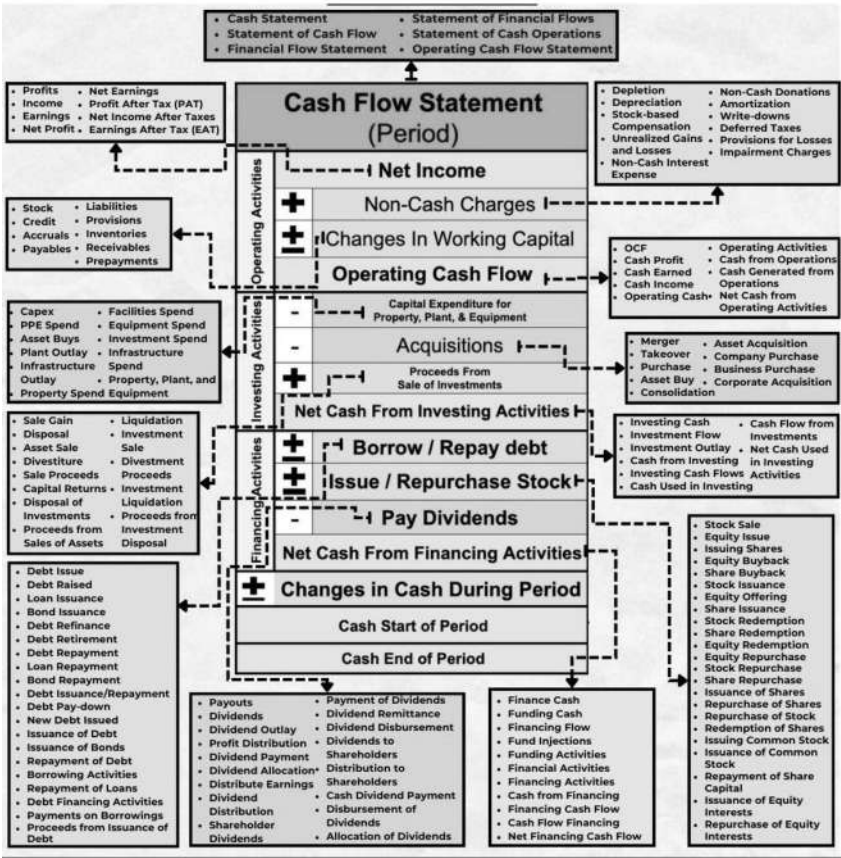 Cash Statement
Statement of Cash Flow
Financial Flow Statement
Statement of Financial Flows
Statement of Cash Operations
Operating Cash Flow Statement
Profits
Income
Earnings
Net Profit
Net Earnings
Profit After Tax (PAT)
Net Income After Taxes
Earnings After Tax (EAT)
Cash Flow Statement
(Period)
Depletion
Depreciation
Stock-based
Compensation
Unrealized Gains
and Losses
Non-Cash Interest
Expense
Non-Cash Donations
Amortization
Write-downs
Deferred Taxes
Provisions for Losses
Impairment Charges
Operating Activities
Net Income
+ Non-Cash Charges
± Changes In Working Capital
Operating Cash Flow
Stock
Credit
Accruals
Payables
Liabilities
Provisions
Inventories
Receivables
Prepayments
OCF
Cash Profit
Cash Earned
Cash Income
Operating Cash
Operating Activities
Cash from Operations
Cash Generated from
Operations
Net Cash from
Operating Activities
Capex
PPE Spend
Asset Buys
Plant Outlay
Infrastructure
Outlay
Property Spend
Facilities Spend
Equipment Spend
Investment Spend
Infrastructure
Spend
Property, Plant, and
Equipment
Investing Activities
- Capital Expenditure for
Property, Plant, & Equipment
- Acquisitions
+ Proceeds From
Sale of Investments
Net Cash From Investing Activities
Merger
Takeover
Purchase
Asset Buy
Consolidation
Asset Acquisition
Company Purchase
Business Purchase
Corporate Acquisition
Sale Gain
Disposal
Asset Sale
Divestiture
Sale Proceeds
Capital Returns
Disposal of
Investments
Proceeds from
Sales of Assets
Liquidation
Investment
Sale
Divestment
Proceeds
Investment
Liquidation
Proceeds from
Investment
Disposal
Investing Cash
Investment Flow
Investment Outlay
Cash from Investing
Investing Cash Flows
Cash Used in Investing
Cash Flow from
Investments
Net Cash Used
in Investing
Activities
Financing Activities
± Borrow / Repay debt
± Issue / Repurchase Stock
- Pay Dividends
Net Cash From Financing Activities
± Changes in Cash During Period
Cash Start of Period
Cash End of Period
Debt Issue
Debt Raised
Loan Issuance
Bond Issuance
Debt Refinance
Debt Retirement
Debt Repayment
Loan Repayment
Bond Repayment
Debt Issuance/Repayment
Debt Pay-down
New Debt Issued
Issuance of Debt
Issuance of Bonds
Repayment of Debt
Borrowing Activities
Repayment of Loans
Debt Financing Activities
Payments on Borrowings
Proceeds from Issuance of
Debt
Payouts
Dividends
Dividend Outlay
Profit Distribution
Dividend Payment
Dividend Allocation
Distribute Earnings
Dividend
Distribution
Shareholder
Dividends
Payment of Dividends
Dividend Remittance
Dividend Disbursement
Dividends to
Shareholders
Distribution to
Shareholders
Cash Dividend Payment
Disbursement of
Dividends
Allocation of Dividends
Finance Cash
Funding Cash
Financing Flow
Fund Injections
Funding Activities
Financial Activities
Financing Activities
Cash from Financing
Financing Cash Flow
Cash Flow Financing
Net Financing Cash Flow
Stock Sale
Equity Issue
Issuing Shares
Equity Buyback
Share Buyback
Stock Issuance
Equity Offering
Share Issuance
Stock Redemption
Share Redemption
Equity Redemption
Equity Repurchase
Stock Repurchase
Share Repurchase
Issuance of Shares
Repurchase of Shares
Repurchase of Stock
Redemption of Shares
Issuing Common Stock
Issuance of Common
Stock
Repayment of Share
Capital
Issuance of Equity
Interests
Repurchase of Equity
Interests